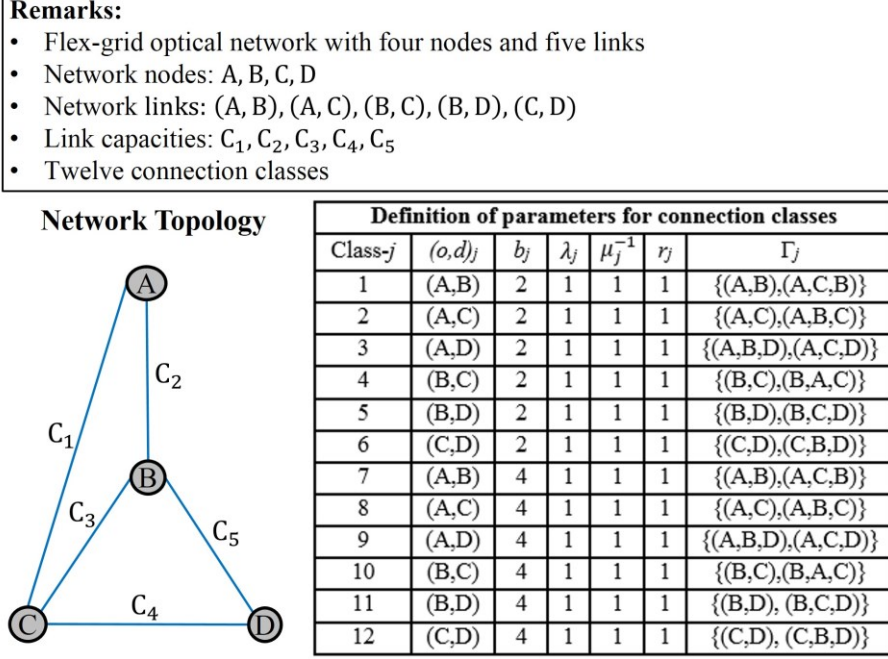 Remarks:
• Flex-grid optical network with four nodes and five links
• Network nodes: A, B, C, D
• Network links: (A, B), (A, C), (B, C), (B, D), (C, D)
• Link capacities: C₁, C₂, C₃, C₄, C₅
• Twelve connection classes
Network Topology
A
C₂
C₁
B
C₃
C₅
C₄
C
D
Definition of parameters for connection classes
Class-j (o,d)ⱼ bⱼ λⱼ μⱼ⁻¹ rⱼ Γⱼ
1 (A,B) 2 1 1 1 {(A,B),(A,C,B)}
2 (A,C) 2 1 1 1 {(A,C),(A,B,C)}
3 (A,D) 2 1 1 1 {(A,B,D),(A,C,D)}
4 (B,C) 2 1 1 1 {(B,C),(B,A,C)}
5 (B,D) 2 1 1 1 {(B,D),(B,C,D)}
6 (C,D) 2 1 1 1 {(C,D),(C,B,D)}
7 (A,B) 4 1 1 1 {(A,B),(A,C,B)}
8 (A,C) 4 1 1 1 {(A,C),(A,B,C)}
9 (A,D) 4 1 1 1 {(A,B,D),(A,C,D)}
10 (B,C) 4 1 1 1 {(B,C),(B,A,C)}
11 (B,D) 4 1 1 1 {(B,D), (B,C,D)}
12 (C,D) 4 1 1 1 {(C,D), (C,B,D)}